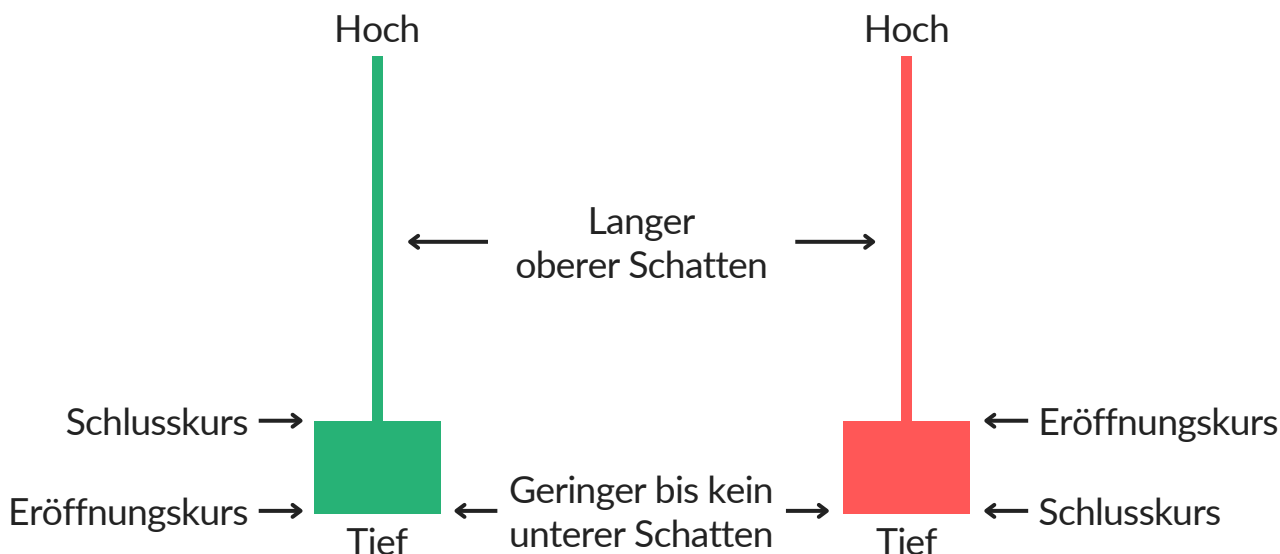 Hoch
Hoch
Langer
oberer Schatten
Schlusskurs
Eröffnungskurs
Eröffnungskurs
Geringer bis kein
unterer Schatten
Schlusskurs
Tief
Tief